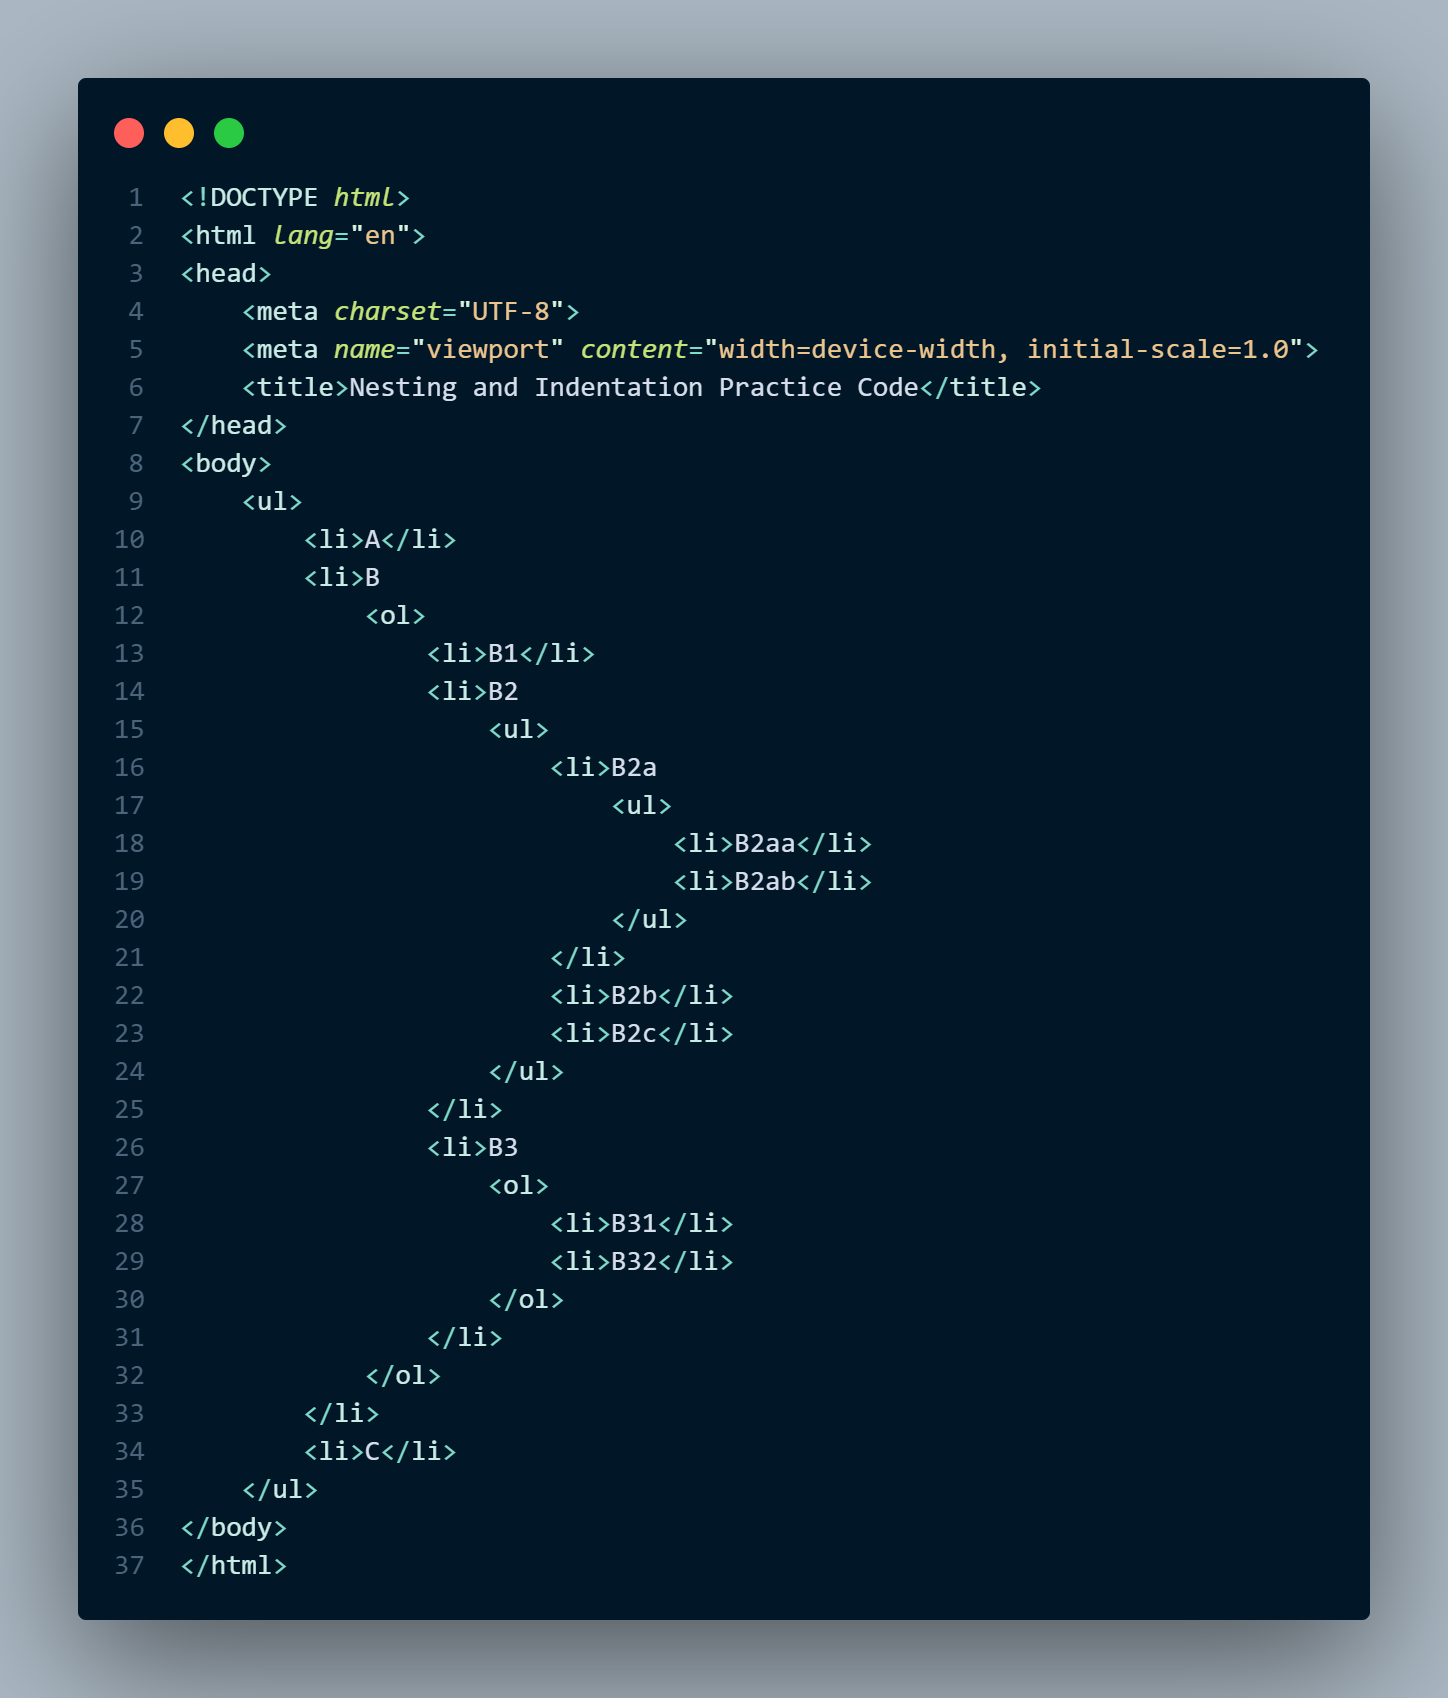 1 <!DOCTYPE html>
2 <html lang="en">
3 <head>
4     <meta charset="UTF-8">
5     <meta name="viewport" content="width=device-width, initial-scale=1.0">
6     <title>Nesting and Indentation Practice Code</title>
7 </head>
8 <body>
9     <ul>
10         <li>A</li>
11         <li>B
12             <ol>
13                 <li>B1</li>
14                 <li>B2
15                     <ul>
16                         <li>B2a
17                             <ul>
18                                 <li>B2aa</li>
19                                 <li>B2ab</li>
20                             </ul>
21                         </li>
22                         <li>B2b</li>
23                         <li>B2c</li>
24                     </ul>
25                 </li>
26                 <li>B3
27                     <ol>
28                         <li>B31</li>
29                         <li>B32</li>
30                     </ol>
31                 </li>
32             </ol>
33         </li>
34         <li>C</li>
35     </ul>
36 </body>
37 </html>